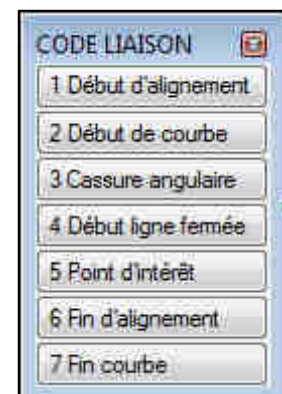 CODE LIAISON
1 Début d'alignement
2 Début de courbe
3 Cassure angulaire
4 Début ligne fermée
5 Point d'intérêt
6 Fin d'alignement
7 Fin courbe